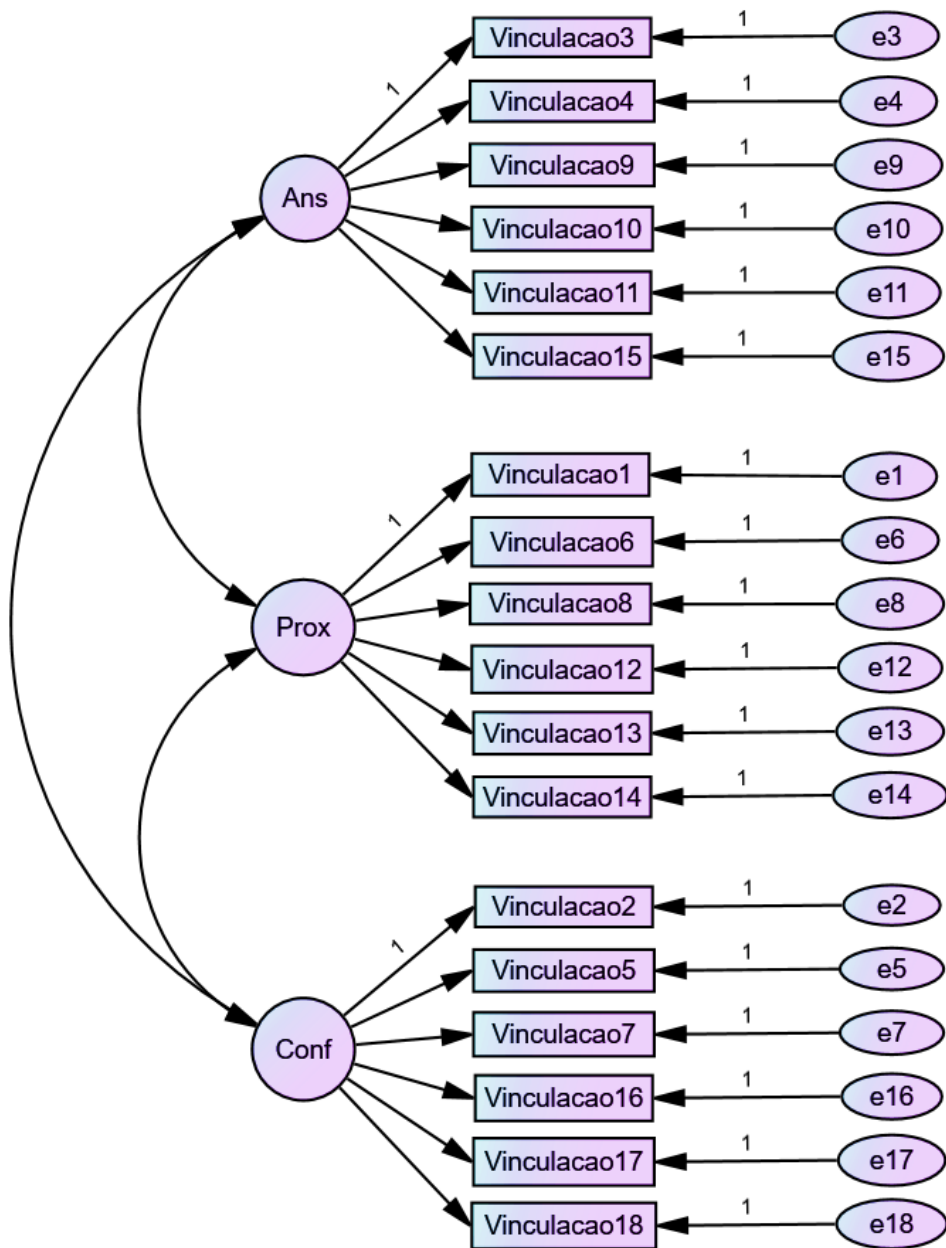 Vinculacao3
1
e3
1
Vinculacao4
1
e4
Vinculacao9
1
e9
Ans
Vinculacao10
1
e10
Vinculacao11
1
e11
Vinculacao15
1
e15
Vinculacao1
1
e1
1
Vinculacao6
1
e6
Vinculacao8
1
e8
Prox
Vinculacao12
1
e12
Vinculacao13
1
e13
Vinculacao14
1
e14
Vinculacao2
1
e2
1
Vinculacao5
1
e5
Vinculacao7
1
e7
Conf
Vinculacao16
1
e16
Vinculacao17
1
e17
Vinculacao18
1
e18